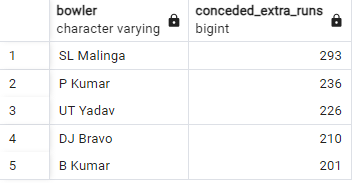 bowler conceded_extra_runs
character varying bigint
1 SL Malinga 293
2 P Kumar 236
3 UT Yadav 226
4 DJ Bravo 210
5 B Kumar 201